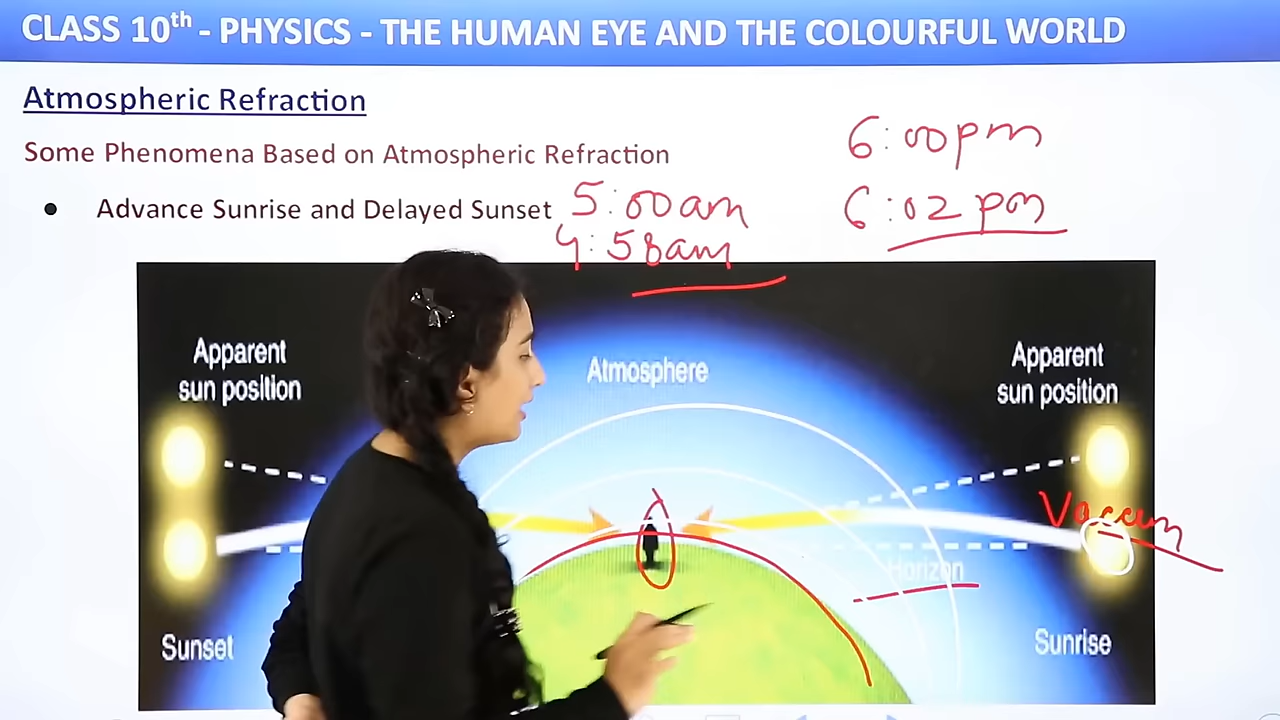 CLASS 10th - PHYSICS - THE HUMAN EYE AND THE COLOURFUL WORLD
Atmospheric Refraction
Some Phenomena Based on Atmospheric Refraction
6:00pm
● Advance Sunrise and Delayed Sunset
5:00am
6:02 pm
4:58am
Apparent sun position
Atmosphere
Apparent sun position
Vaccum
Horizon
Sunset
Sunrise